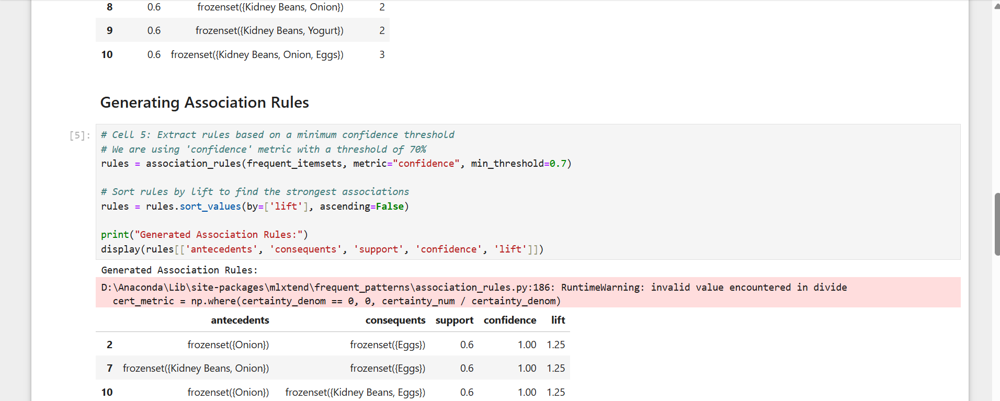 8 0.6 frozenset({Kidney Beans, Onion}) 2
9 0.6 frozenset({Kidney Beans, Yogurt}) 2
10 0.6 frozenset({Kidney Beans, Onion, Eggs}) 3
Generating Association Rules
[5]: # Cell 5: Extract rules based on a minimum confidence threshold
# We are using 'confidence' metric with a threshold of 70%
rules = association_rules(frequent_itemsets, metric="confidence", min_threshold=0.7)
# Sort rules by lift to find the strongest associations
rules = rules.sort_values(by=['lift'], ascending=False)
print("Generated Association Rules:")
display(rules[['antecedents', 'consequents', 'support', 'confidence', 'lift']])
Generated Association Rules:
D:\Anaconda\Lib\site-packages\mlxtend\frequent_patterns\association_rules.py:186: RuntimeWarning: invalid value encountered in divide
  cert_metric = np.where(certainty_denom == 0, 0, certainty_num / certainty_denom)
antecedents consequents support confidence lift
2 frozenset({Onion}) frozenset({Eggs}) 0.6 1.00 1.25
7 frozenset({Kidney Beans, Onion}) frozenset({Eggs}) 0.6 1.00 1.25
10 frozenset({Onion}) frozenset({Kidney Beans, Eggs}) 0.6 1.00 1.25